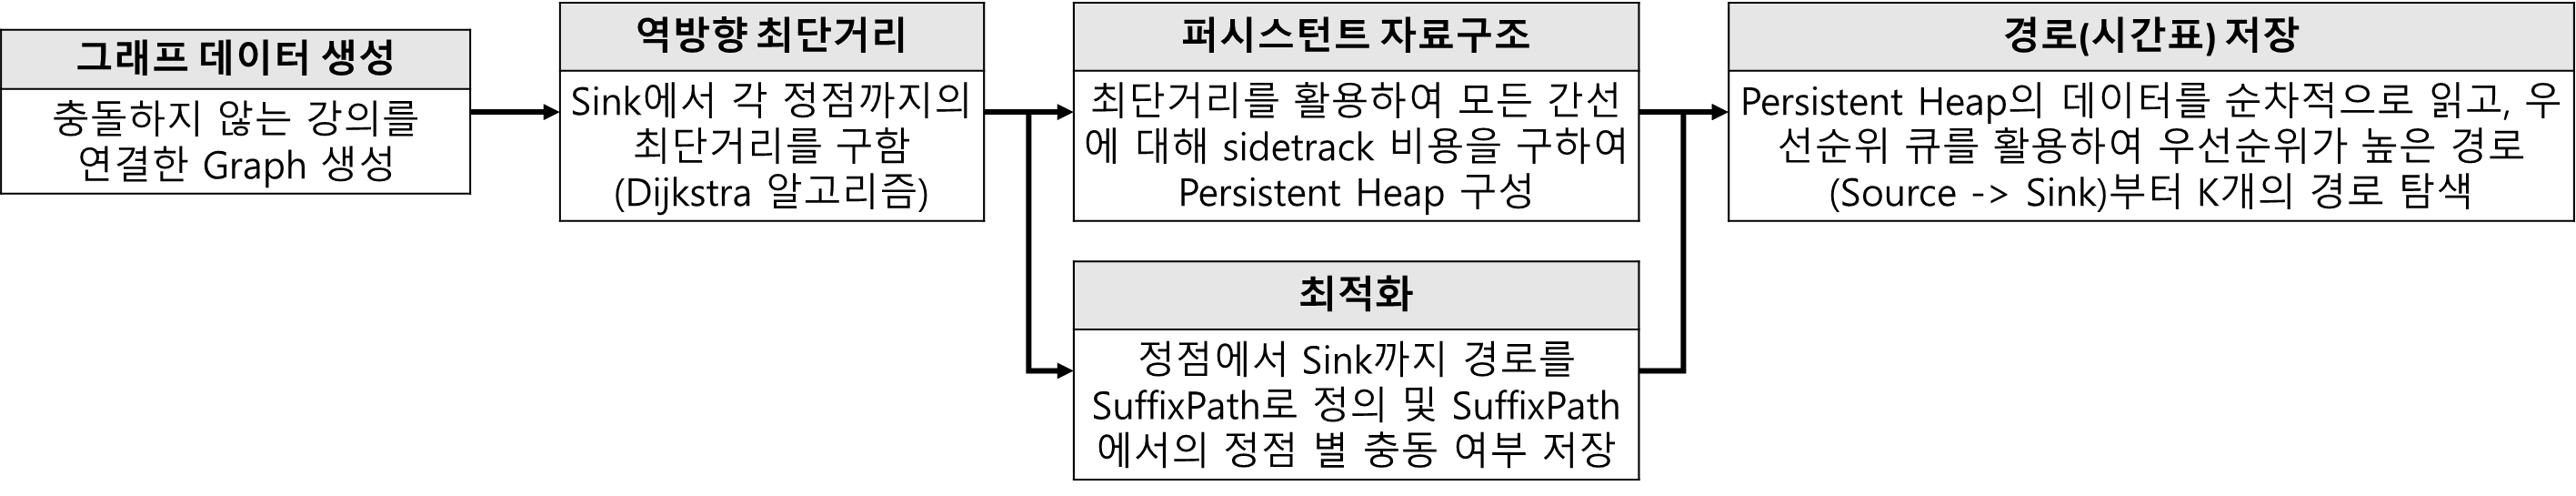 그래프 데이터 생성
충돌하지 않는 강의를
연결한 Graph 생성
역방향 최단거리
Sink에서 각 정점까지의
최단거리를 구함
(Dijkstra 알고리즘)
퍼시스턴트 자료구조
최단거리를 활용하여 모든 간선
에 대해 sidetrack 비용을 구하여
Persistent Heap 구성
최적화
정점에서 Sink까지 경로를
SuffixPath로 정의 및 SuffixPath
에서의 정점 별 충동 여부 저장
경로(시간표) 저장
Persistent Heap의 데이터를 순차적으로 읽고, 우
선순위 큐를 활용하여 우선순위가 높은 경로
(Source -> Sink)부터 K개의 경로 탐색